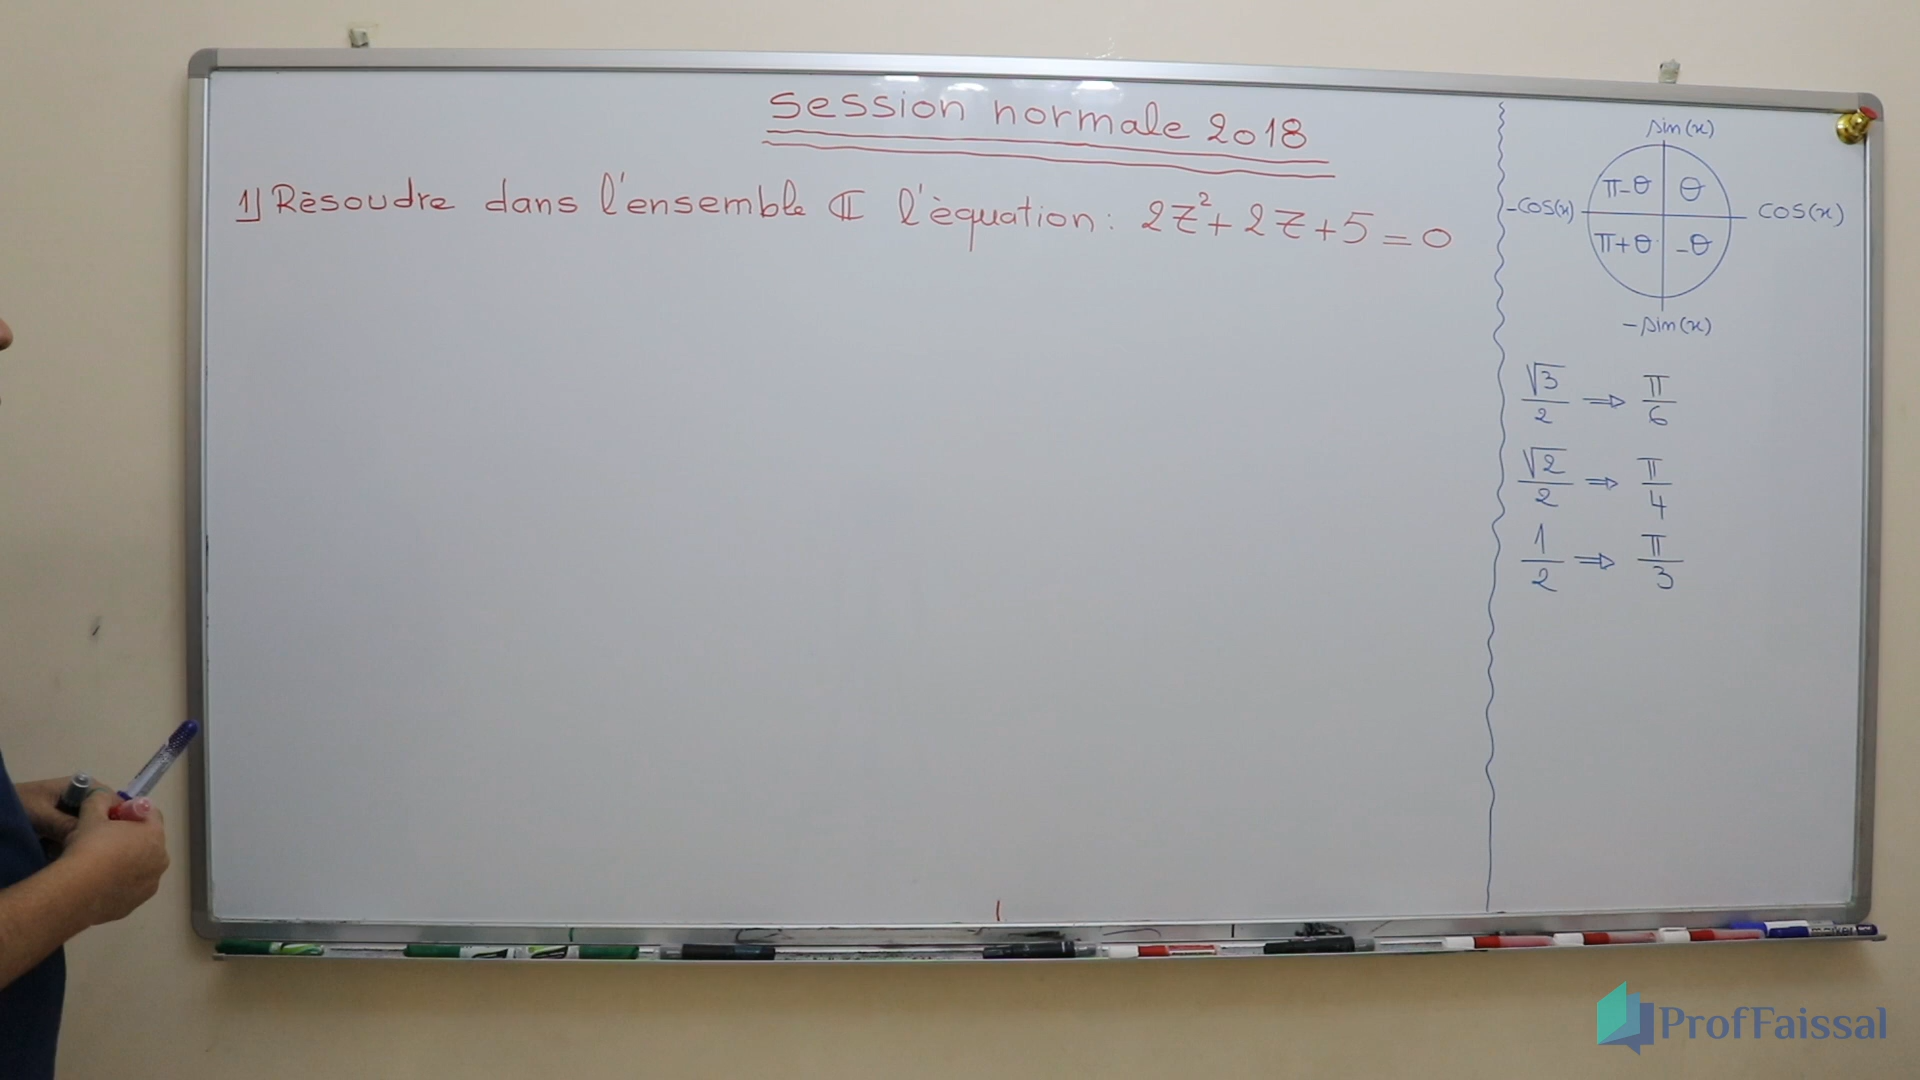 Session normale 2018
1) Résoudre dans l'ensemble ℂ l'èquation: 2Z²+2Z+5=0
sin(x)
π-θ θ
-cos(x) cos(x)
π+θ -θ
-sin(x)
√3/2 ⇒ π/6
√2/2 ⇒ π/4
1/2 ⇒ π/3
ProfFaissal